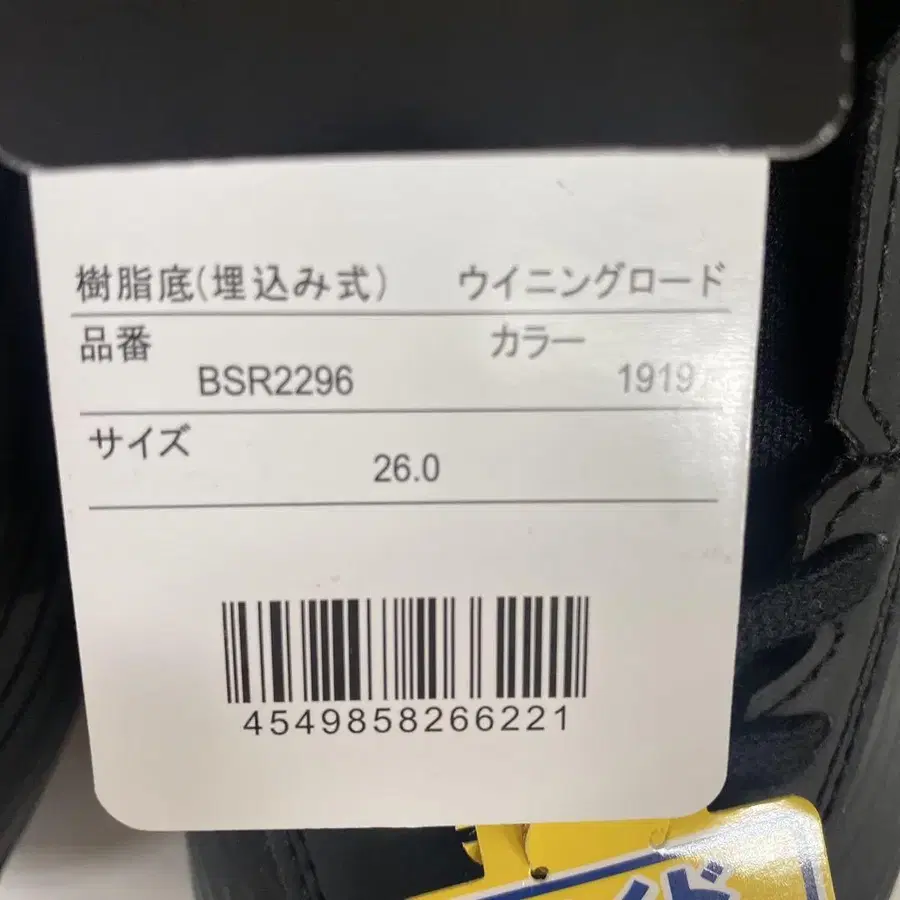 樹脂底(埋込み式) ウイニングロード
品番 カラー
BSR2296 1919
サイズ
26.0
4549858266221